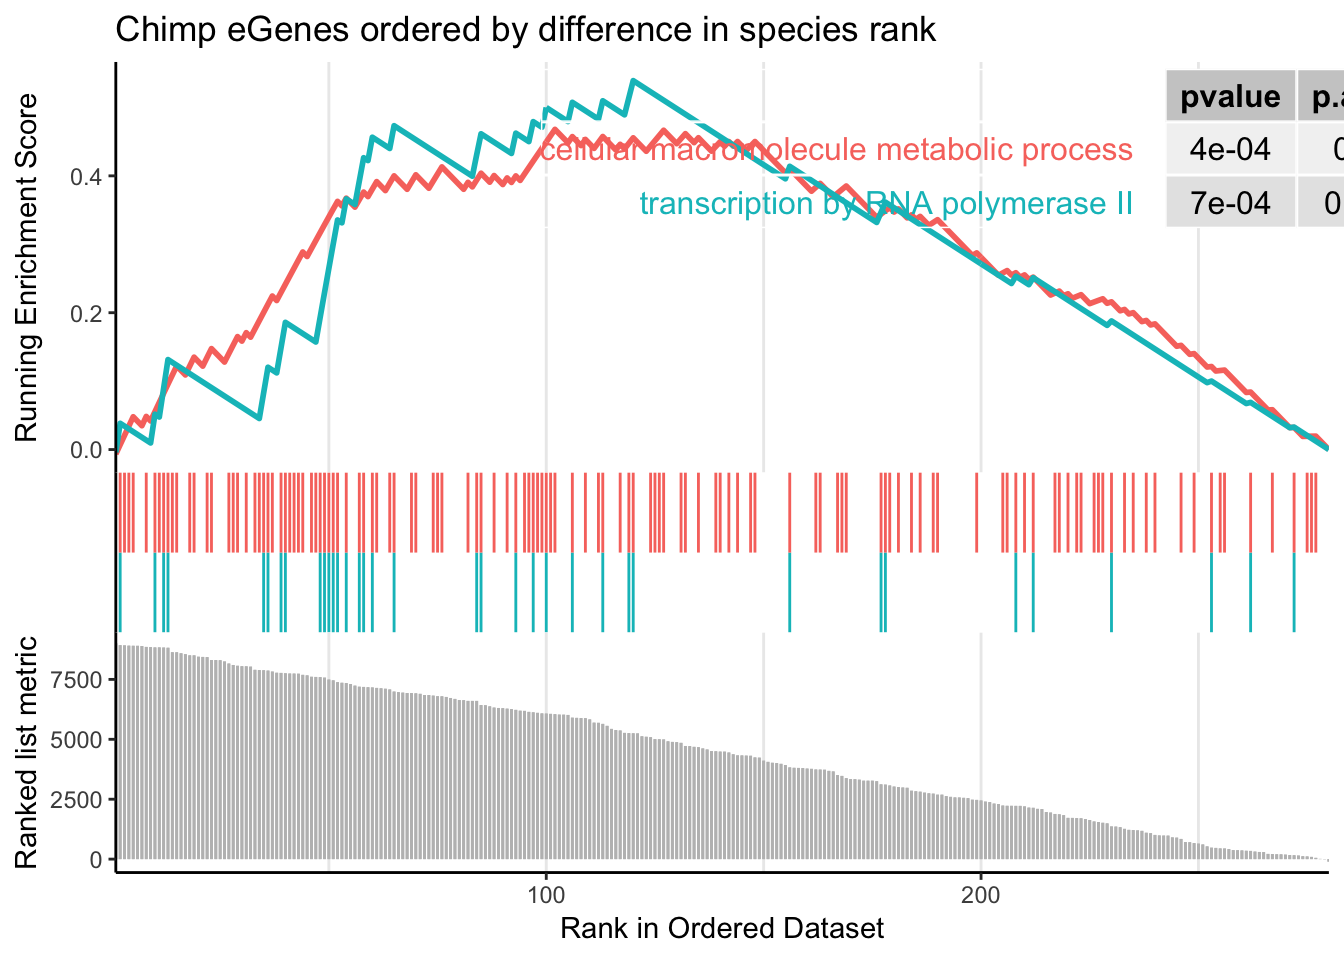 Chimp eGenes ordered by difference in species rank
Running Enrichment Score
0.4
0.2
0.0
pvalue p.a
cellular macromolecule metabolic process 4e-04 0
transcription by RNA polymerase II 7e-04 0
Ranked list metric
7500
5000
2500
0
100 200
Rank in Ordered Dataset